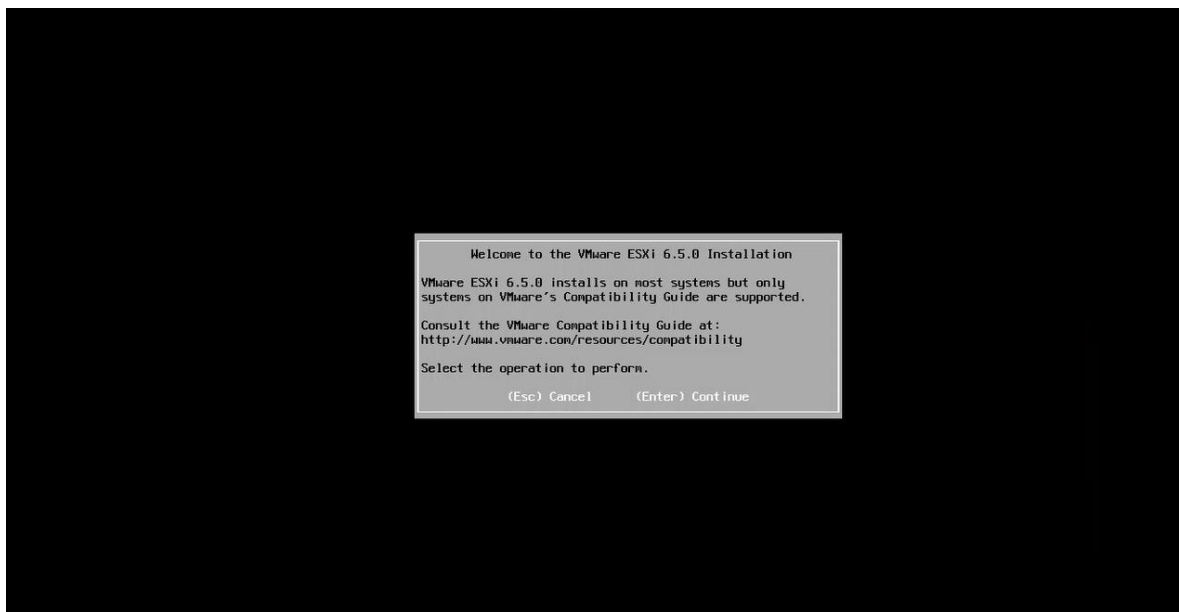 Welcome to the VMware ESXi 6.5.0 Installation
VMware ESXi 6.5.0 installs on most systems but only
systems on VMware's Compatibility Guide are supported.
Consult the VMware Compatibility Guide at:
http://www.vmware.com/resources/compatibility
Select the operation to perform.
(Esc) Cancel (Enter) Continue